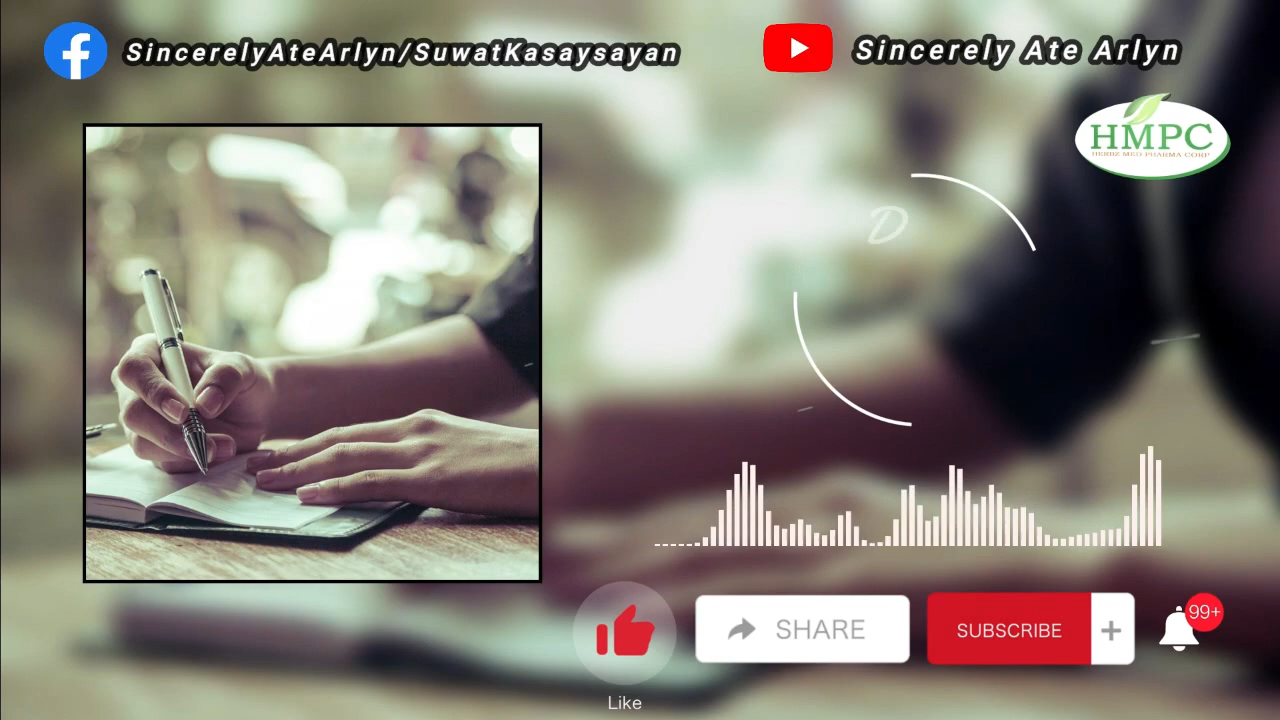 SincerelyAteArlyn/SuwatKasaysayan
Sincerely Ate Arlyn
HMPC
HERBZ MED PHARMA CORP
D
SHARE
SUBSCRIBE
99+
Like